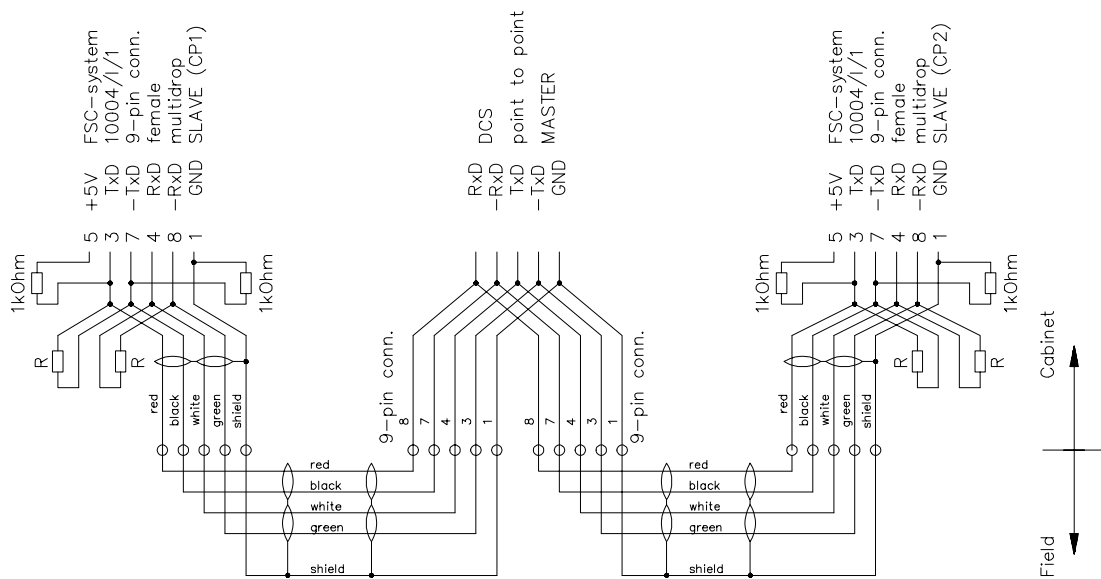 FSC-system
10004/I/1
9-pin conn.
female
multidrop
SLAVE (CP1)
5 +5V
3 TxD
7 -TxD
4 RxD
8 -RxD
1 GND
1kOhm
1kOhm
R
R
red
black
white
green
shield
DCS
point to point
MASTER
RxD
-RxD
TxD
-TxD
GND
9-pin conn.
8
7
4
3
1
8
7
4
3
1
9-pin conn.
FSC-system
10004/I/1
9-pin conn.
female
multidrop
SLAVE (CP2)
5 +5V
3 TxD
7 -TxD
4 RxD
8 -RxD
1 GND
1kOhm
1kOhm
R
R
red
black
white
green
shield
red
black
white
green
shield
red
black
white
green
shield
Cabinet
Field